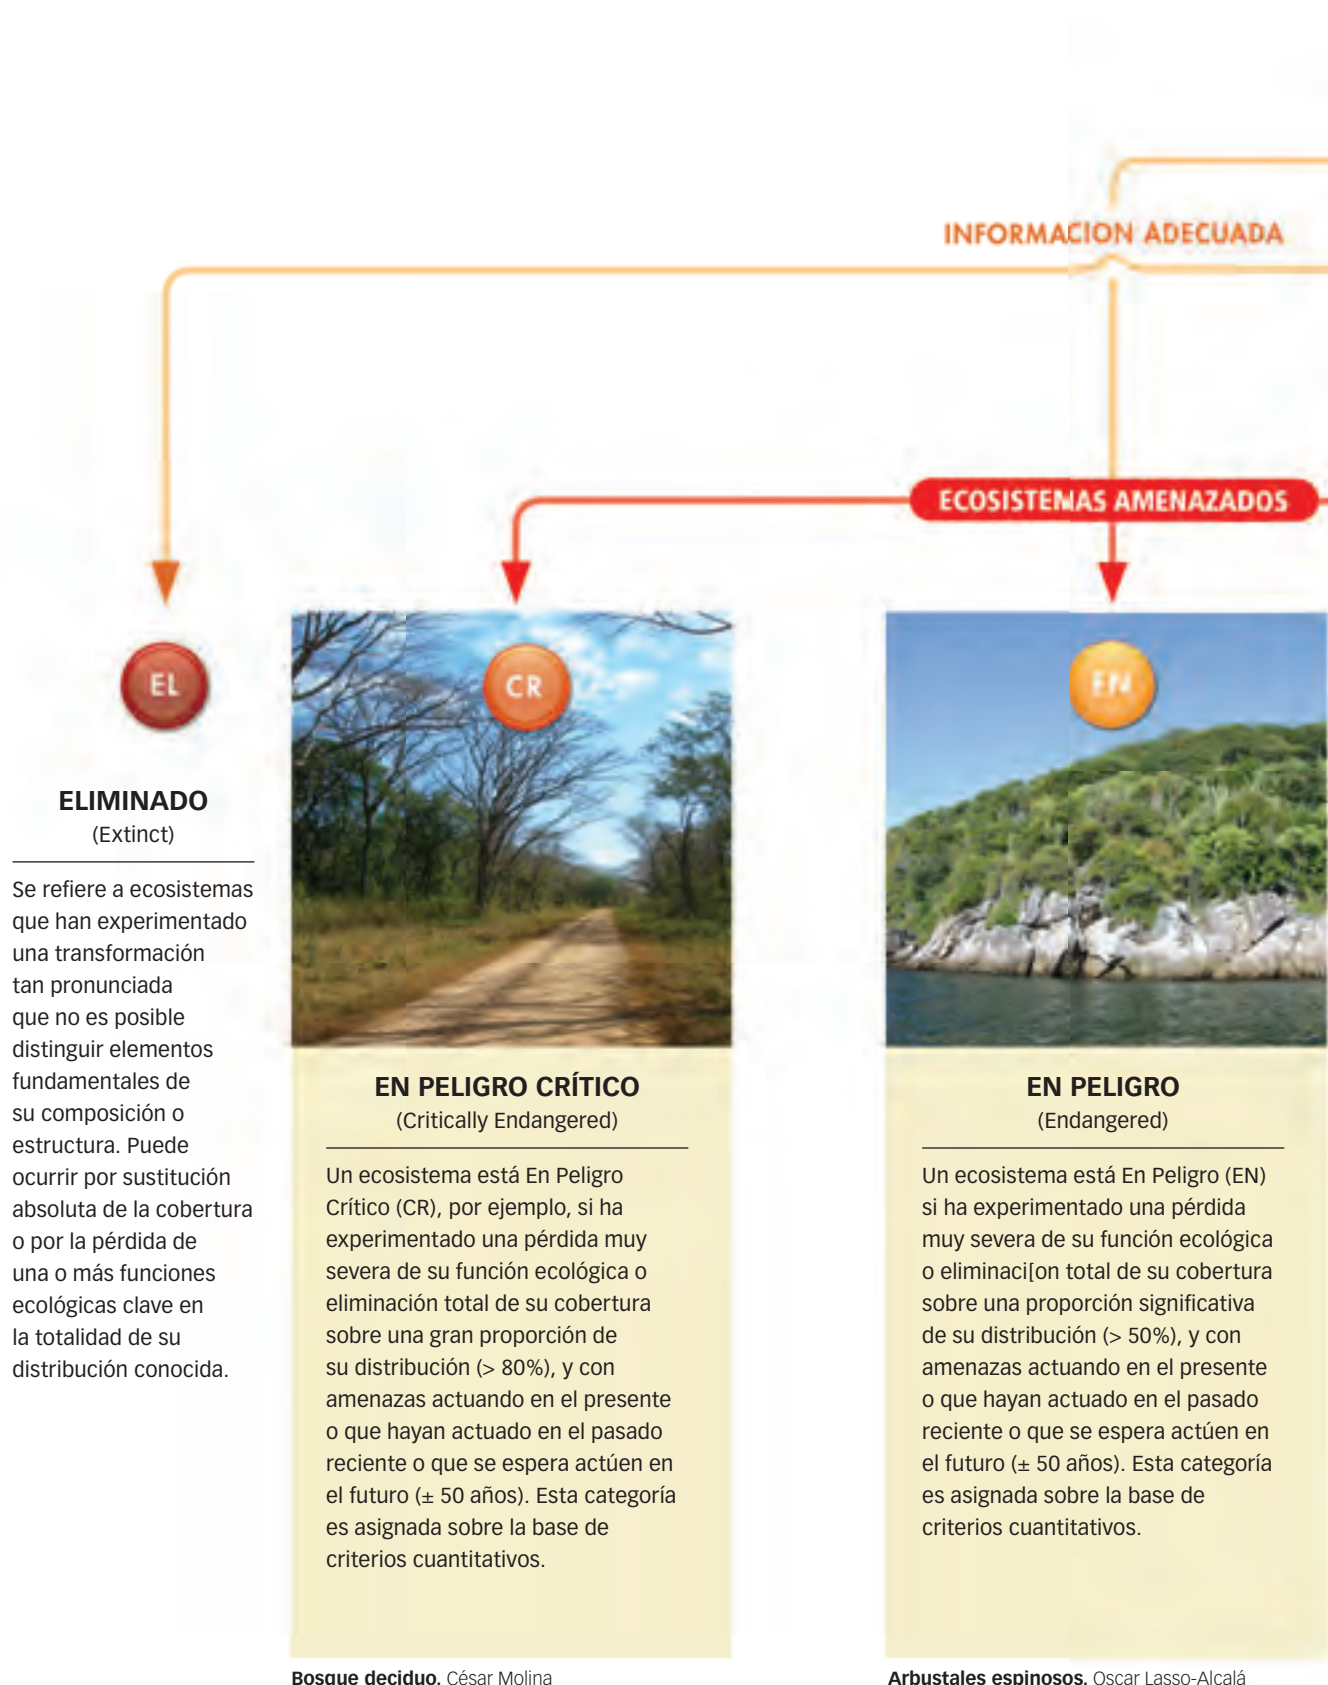 INFORMACION ADECUADA
ECOSISTEMAS AMENAZADOS
EL
ELIMINADO
(Extinct)
Se refiere a ecosistemas
que han experimentado
una transformación
tan pronunciada
que no es posible
distinguir elementos
fundamentales de
su composición o
estructura. Puede
ocurrir por sustitución
absoluta de la cobertura
o por la pérdida de
una o más funciones
ecológicas clave en
la totalidad de su
distribución conocida.
CR
EN PELIGRO CRÍTICO
(Critically Endangered)
Un ecosistema está En Peligro
Crítico (CR), por ejemplo, si ha
experimentado una pérdida muy
severa de su función ecológica o
eliminación total de su cobertura
sobre una gran proporción de
su distribución (> 80%), y con
amenazas actuando en el presente
o que hayan actuado en el pasado
reciente o que se espera actúen en
el futuro (± 50 años). Esta categoría
es asignada sobre la base de
criterios cuantitativos.
Bosque deciduo. César Molina
EN
EN PELIGRO
(Endangered)
Un ecosistema está En Peligro (EN)
si ha experimentado una pérdida
muy severa de su función ecológica
o eliminaci[on total de su cobertura
sobre una proporción significativa
de su distribución (> 50%), y con
amenazas actuando en el presente
o que hayan actuado en el pasado
reciente o que se espera actúen en
el futuro (± 50 años). Esta categoría
es asignada sobre la base de
criterios cuantitativos.
Arbustales espinosos. Oscar Lasso-Alcalá